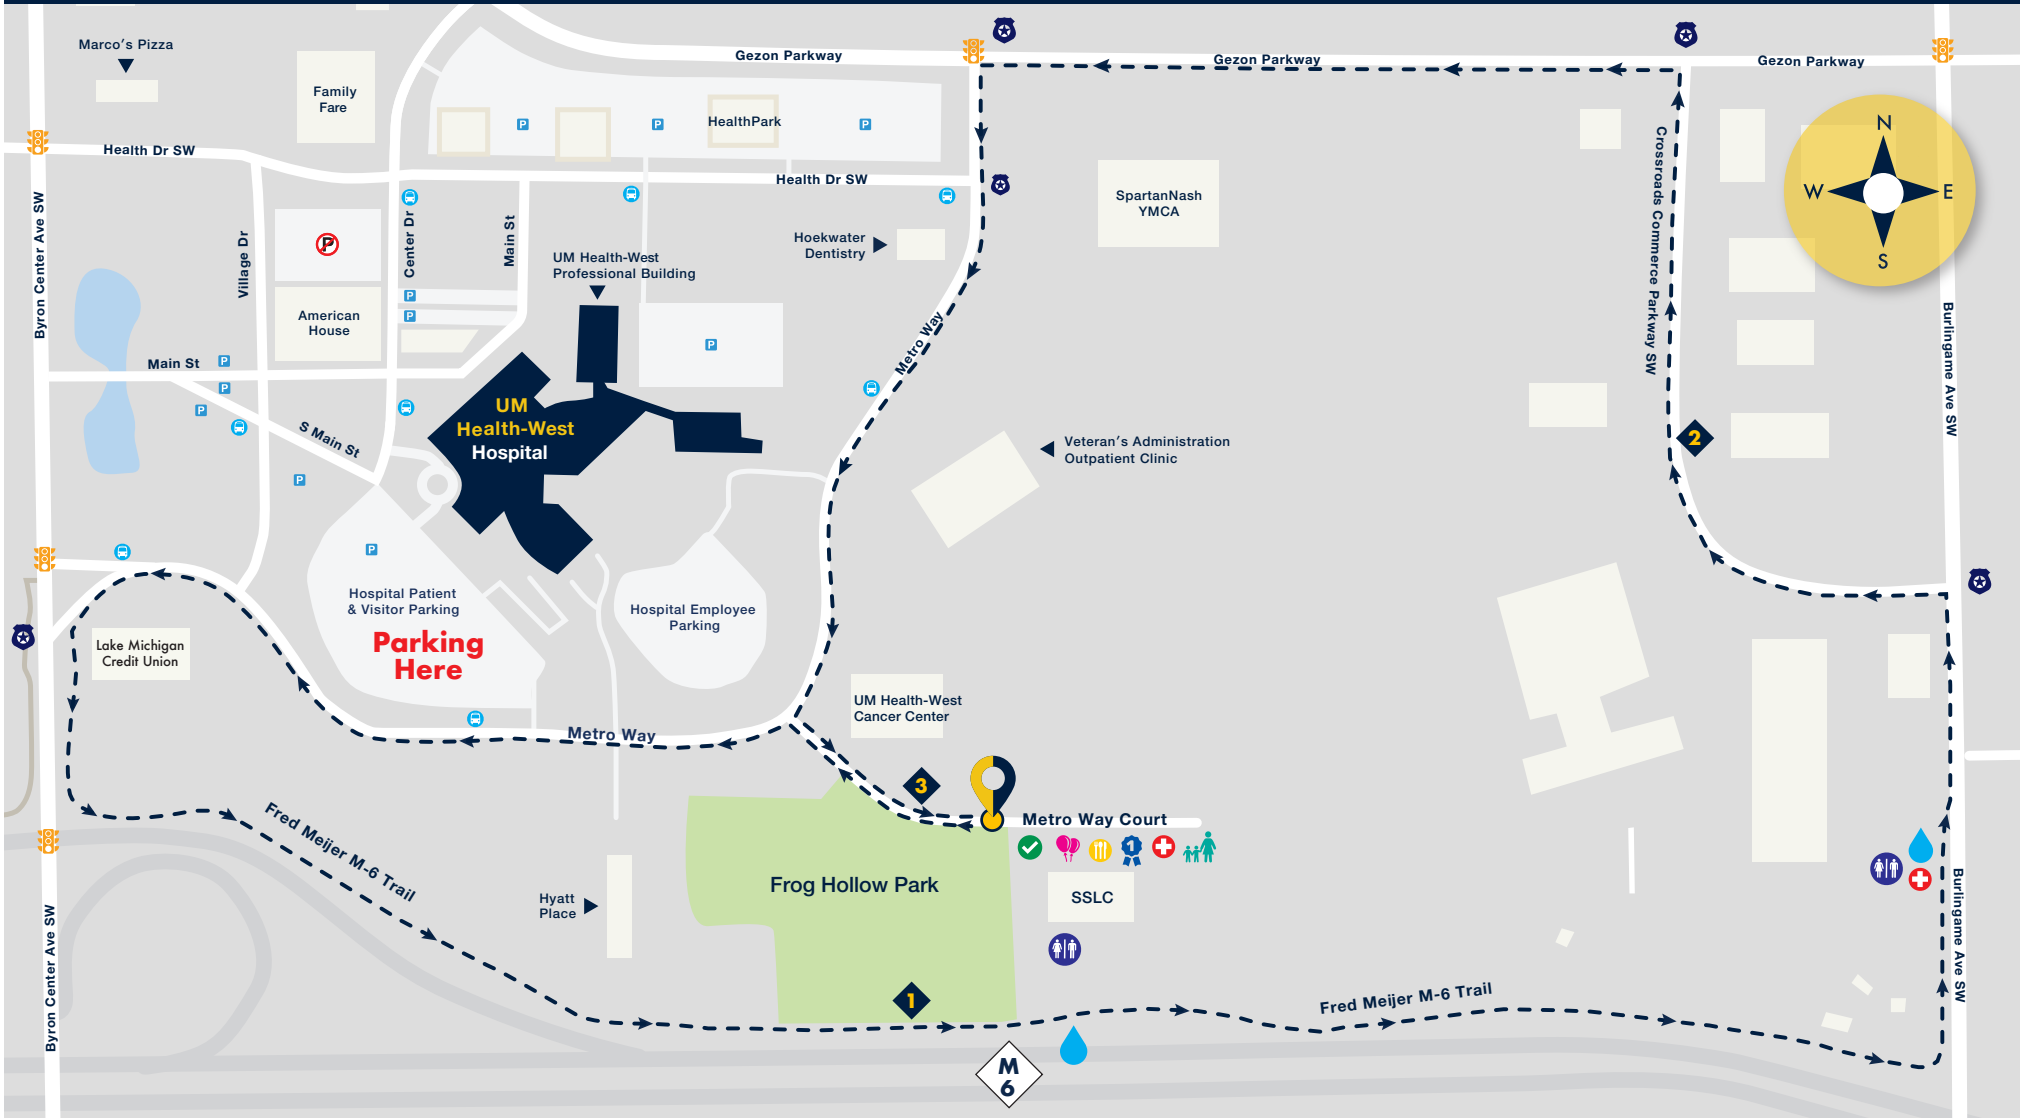 Marco's Pizza
Family
Fare
Gezon Parkway
Gezon Parkway
Gezon Parkway
P
P
HealthPark
P
N
W
E
S
Health Dr SW
Health Dr SW
Byron Center Ave SW
Village Dr
P
Center Dr
Main St
SpartanNash
YMCA
Crossroads Commerce Parkway SW
Hoekwater
Dentistry
UM Health-West
Professional Building
P
P
American
House
P
Metro Way
Burlingame Ave SW
Main St
P
P
P
S Main St
UM
Health-West
Hospital
Veteran's Administration
Outpatient Clinic
2
P
P
Hospital Patient
& Visitor Parking
Parking
Here
Hospital Employee
Parking
Lake Michigan
Credit Union
UM Health-West
Cancer Center
Metro Way
3
Metro Way Court
1
Fred Meijer M-6 Trail
Frog Hollow Park
Hyatt
Place
SSLC
Byron Center Ave SW
Burlingame Ave SW
1
Fred Meijer M-6 Trail
M
6